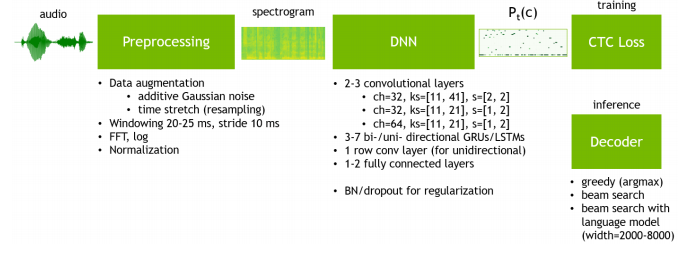 audio
Preprocessing
• Data augmentation
• additive Gaussian noise
• time stretch (resampling)
• Windowing 20-25 ms, stride 10 ms
• FFT, log
• Normalization
spectrogram
DNN
• 2-3 convolutional layers
• ch=32, ks=[11, 41], s=[2, 2]
• ch=32, ks=[11, 21], s=[1, 2]
• ch=64, ks=[11, 21], s=[1, 2]
• 3-7 bi-/uni- directional GRUs/LSTMs
• 1 row conv layer (for unidirectional)
• 1-2 fully connected layers
• BN/dropout for regularization
Pt(c)
training
CTC Loss
inference
Decoder
• greedy (argmax)
• beam search
• beam search with
language model
(width=2000-8000)